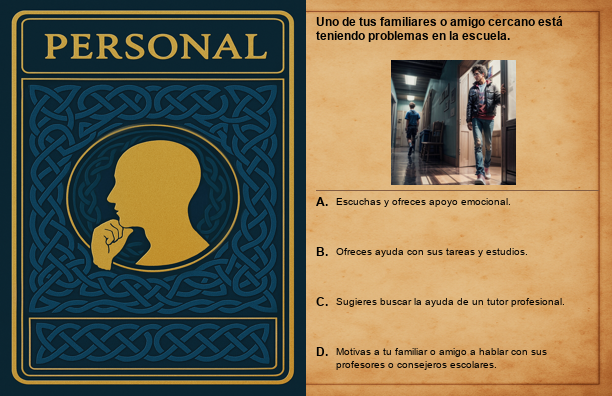 PERSONAL
Uno de tus familiares o amigo cercano está
teniendo problemas en la escuela.
A. Escuchas y ofreces apoyo emocional.
B. Ofreces ayuda con sus tareas y estudios.
C. Sugieres buscar la ayuda de un tutor profesional.
D. Motivas a tu familiar o amigo a hablar con sus
profesores o consejeros escolares.